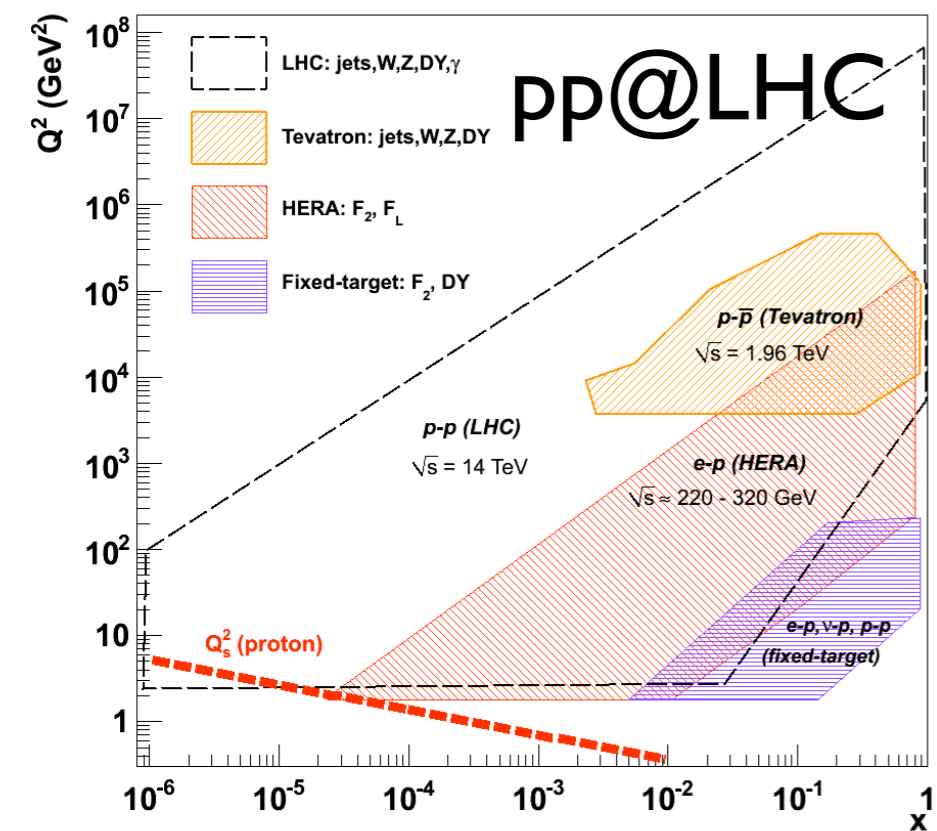 pp@LHC
Q² (GeV²)
10⁸
10⁷
10⁶
10⁵
10⁴
10³
10²
10
1
LHC: jets,W,Z,DY,γ
Tevatron: jets,W,Z,DY
HERA: F₂, F_L
Fixed-target: F₂, DY
p-p̅ (Tevatron)
√s = 1.96 TeV
p-p (LHC)
√s = 14 TeV
e-p (HERA)
√s ≈ 220 - 320 GeV
Qₛ² (proton)
e-p, ν-p, p-p
(fixed-target)
10⁻⁶ 10⁻⁵ 10⁻⁴ 10⁻³ 10⁻² 10⁻¹ 1
x